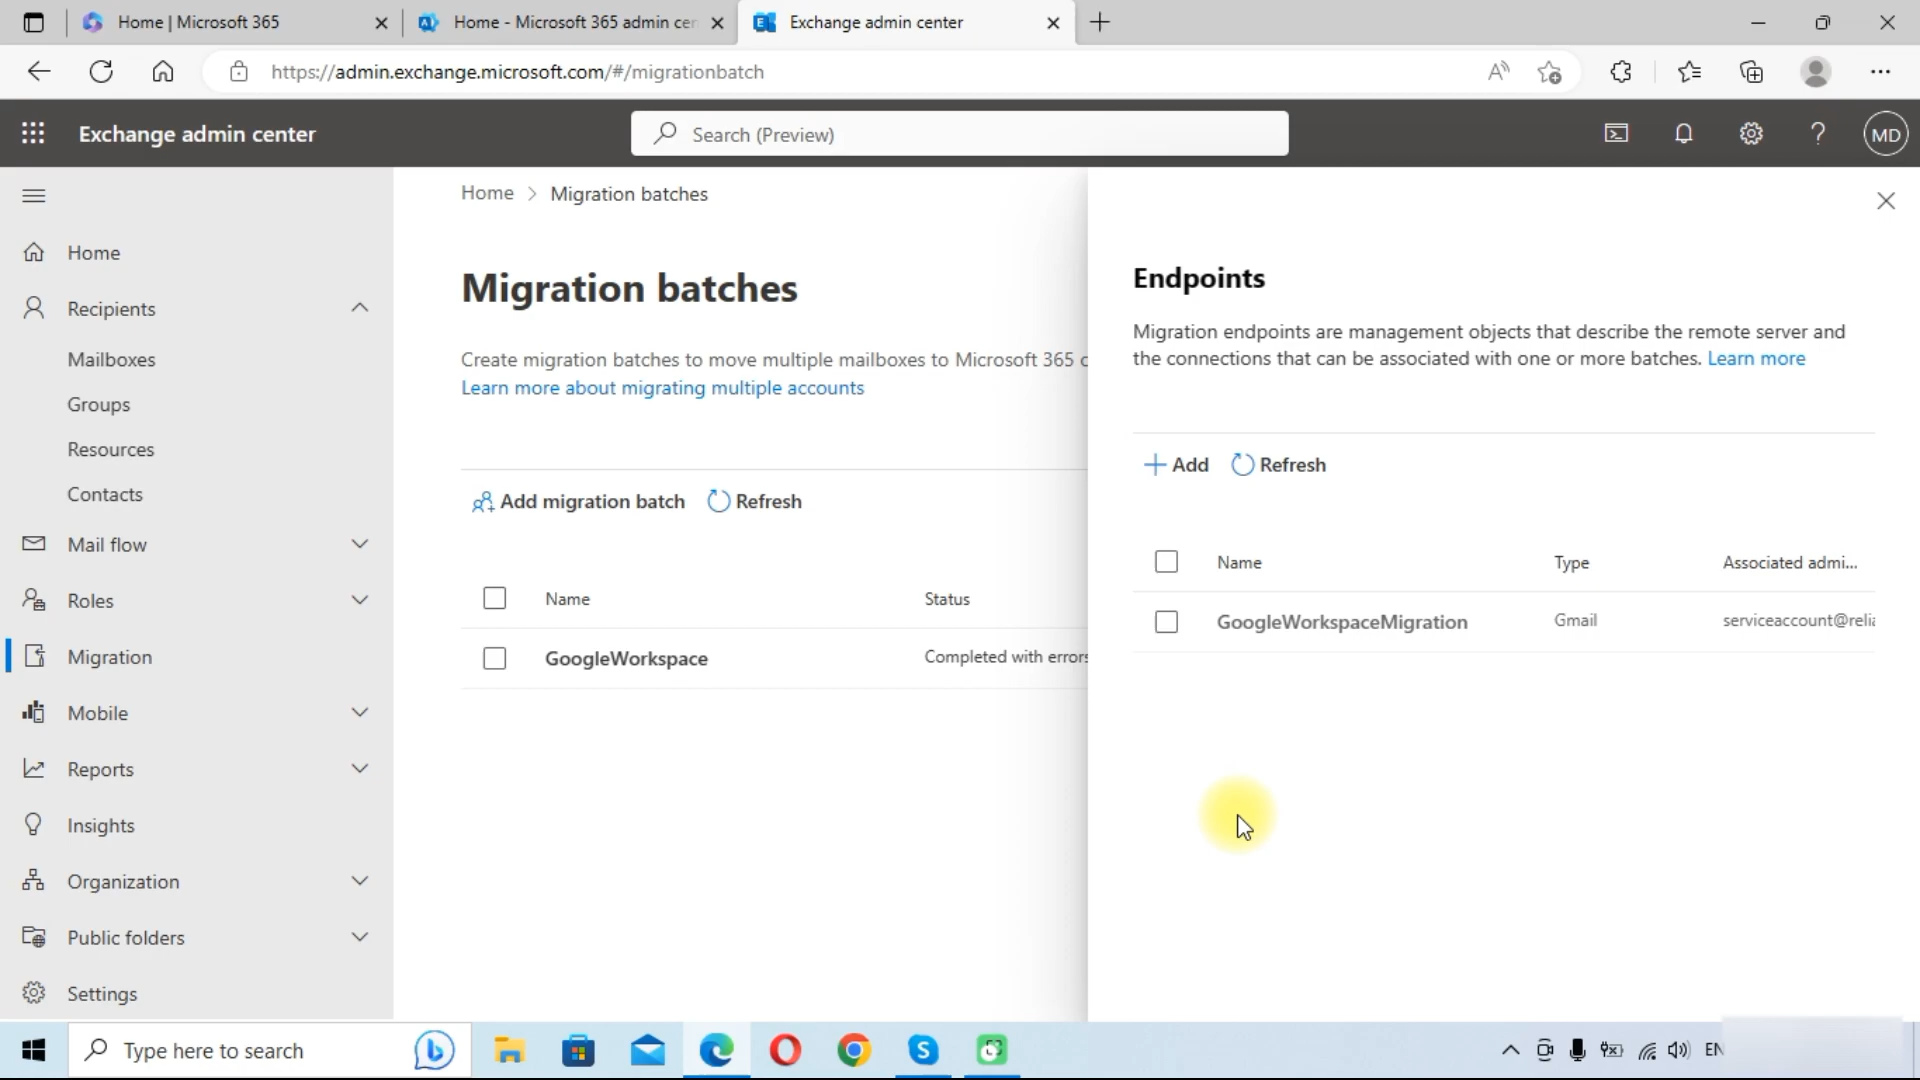 Home | Microsoft 365
Home - Microsoft 365 admin cen
Exchange admin center
https://admin.exchange.microsoft.com/#/migrationbatch
Exchange admin center
Search (Preview)
MD
Home
Recipients
Mailboxes
Groups
Resources
Contacts
Mail flow
Roles
Migration
Mobile
Reports
Insights
Organization
Public folders
Settings
Home > Migration batches
Migration batches
Create migration batches to move multiple mailboxes to Microsoft 365 o
Learn more about migrating multiple accounts
Add migration batch Refresh
Name Status
GoogleWorkspace Completed with errors
Endpoints
Migration endpoints are management objects that describe the remote server and
the connections that can be associated with one or more batches. Learn more
Add Refresh
Name Type Associated admi...
GoogleWorkspaceMigration Gmail serviceaccount@relia
Type here to search
EN